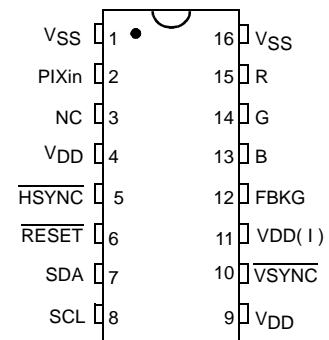 VSS 1 16 VSS
PIXin 2 15 R
NC 3 14 G
VDD 4 13 B
HSYNC 5 12 FBKG
RESET 6 11 VDD( I )
SDA 7 10 VSYNC
SCL 8 9 VDD